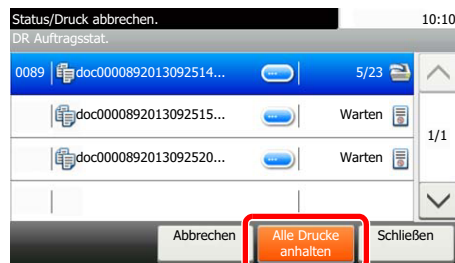 Status/Druck abbrechen. 10:10
DR Auftragsstat.
0089 doc0000892013092514... 5/23
doc0000892013092515... Warten
1/1
doc0000892013092520... Warten
Abbrechen Alle Drucke anhalten Schließen